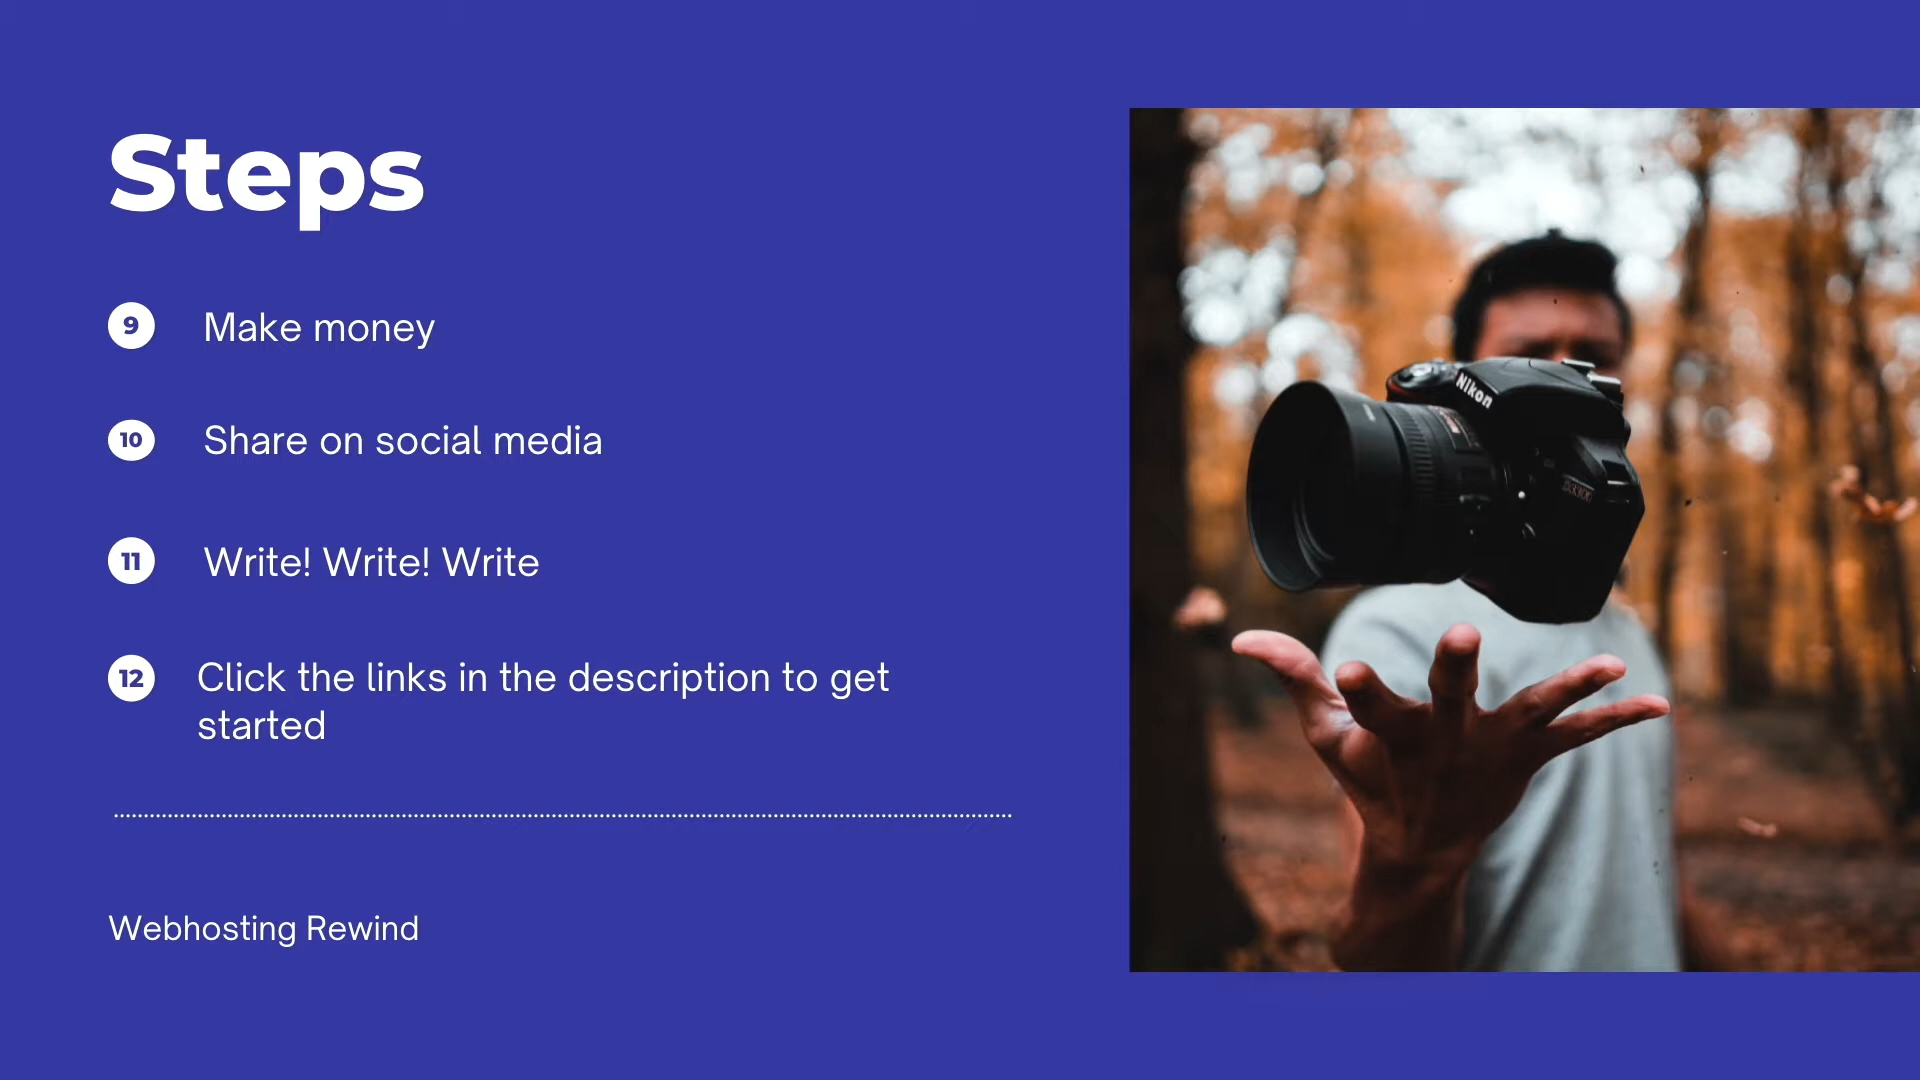 Steps
9 Make money
10 Share on social media
11 Write! Write! Write
12 Click the links in the description to get
started
Webhosting Rewind
Nikon
D3300